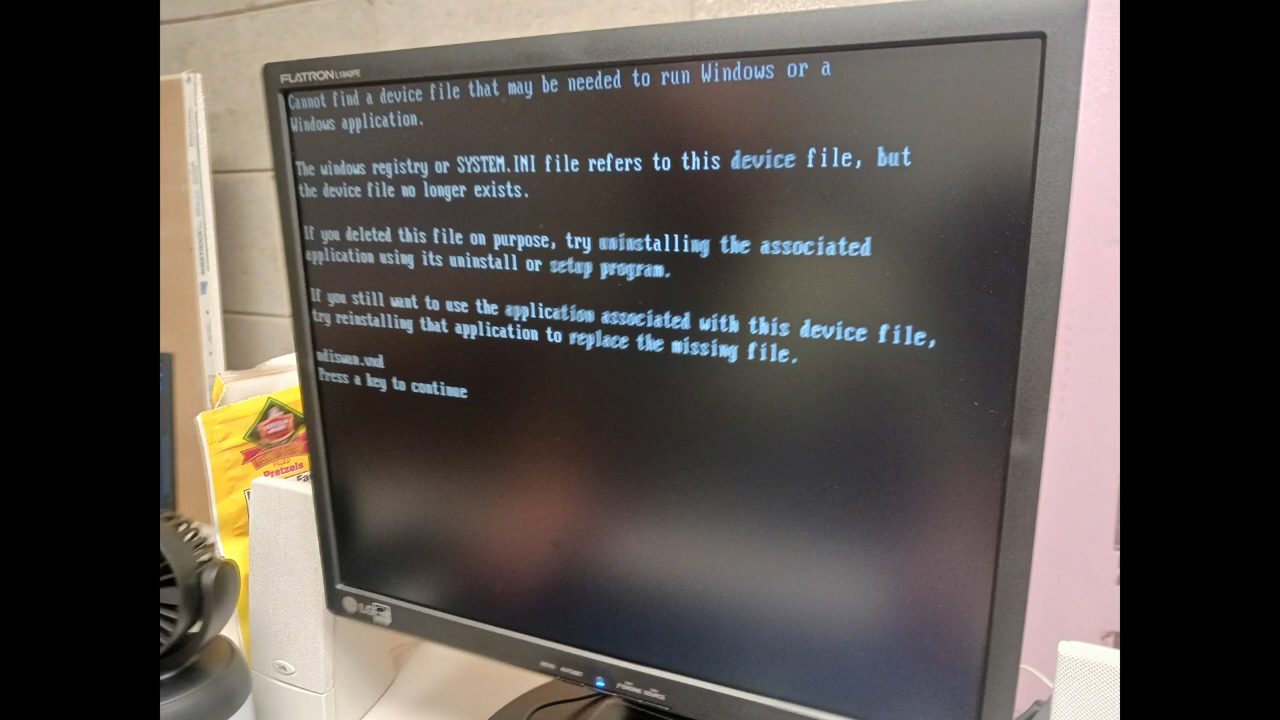 FLATRON L1942PE
Cannot find a device file that may be needed to run Windows or a
Windows application.
The windows registry or SYSTEM.INI file refers to this device file, but
the device file no longer exists.
If you deleted this file on purpose, try uninstalling the associated
application using its uninstall or setup program.
If you still want to use the application associated with this device file,
try reinstalling that application to replace the missing file.
ndiswan.vxd
Press a key to continue
Pretzels
LG
SOURCE